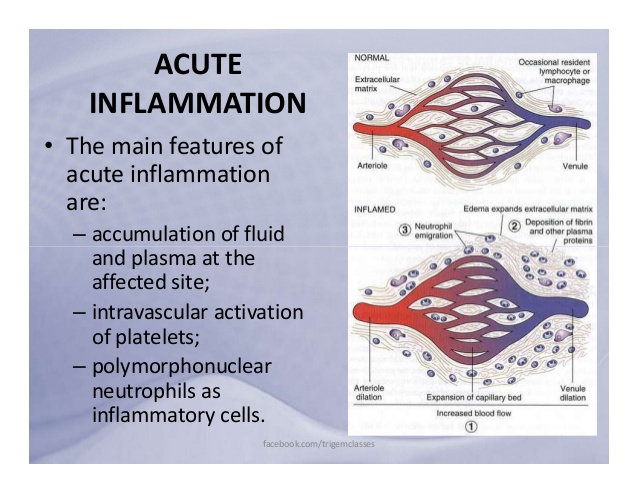 ACUTE
INFLAMMATION
• The main features of
acute inflammation
are:
– accumulation of fluid
and plasma at the
affected site;
– intravascular activation
of platelets;
– polymorphonuclear
neutrophils as
inflammatory cells.
NORMAL
Extracellular
matrix
Occasional resident
lymphocyte or
macrophage
Arteriole
Venule
INFLAMED
Edema expands extracellular matrix
③ Neutrophil
emigration
② Deposition of fibrin
and other plasma
proteins
Arteriole
dilation
Expansion of capillary bed
Venule
dilation
Increased blood flow
①
facebook.com/trigemclasses